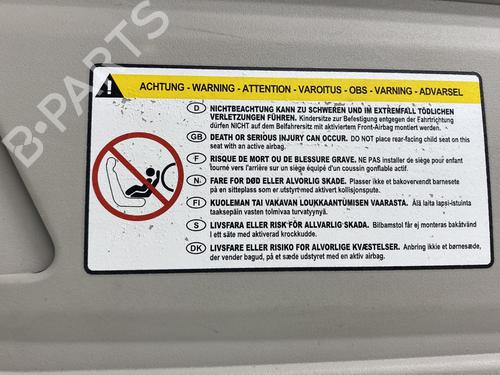 B-PARTS
ACHTUNG - WARNING - ATTENTION - VAROITUS - OBS - VARNING - ADVARSEL
D NICHTBEACHTUNG KANN ZU SCHWEREN UND IM EXTREMFALL TÖDLICHEN
VERLETZUNGEN FÜHREN. Kindersitze zur Befestigung entgegen der Fahrtrichtung
dürfen NICHT auf dem Beifahrersitz mit aktiviertem Front-Airbag montiert werden.
GB DEATH OR SERIOUS INJURY CAN OCCUR. DO NOT place rear-facing child seat on this
seat with an active airbag.
F RISQUE DE MORT OU DE BLESSURE GRAVE. NE PAS installer de siège pour enfant
tourné vers l'arrière sur un siège équipé d'un coussin gonflable actif.
N FARE FOR DØD ELLER ALVORLIG SKADE. Plasser ikke et bakovervendt barnesete
på en sitteplass som er utstyrt med aktivert kollisjonspute.
FI KUOLEMAN TAI VAKAVAN LOUKKAANTUMISEN VAARASTA. Älä laita lapsi-istuinta
taaksepäin vasten toimivaa turvatyynyä.
S LIVSFARA ELLER RISK FÖR ALLVARLIG SKADA. Bilbarnstol får ej monteras bakåtvänd
i ett säte med aktiverad krockkudde.
DK LIVSFARE ELLER RISIKO FOR ALVORLIGE KVÆSTELSER. Anbring ikke et børnesæde,
der vender bagud, på et sæde udstyret med en aktiv airbag.